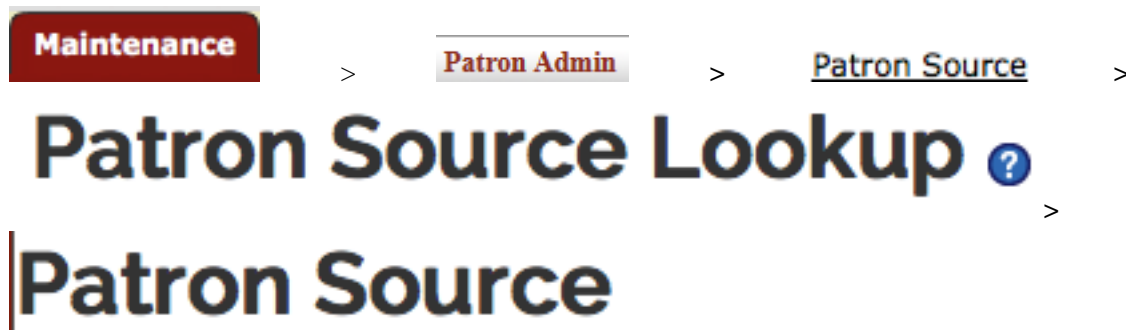 Maintenance > Patron Admin > Patron Source >
Patron Source Lookup ? >
Patron Source